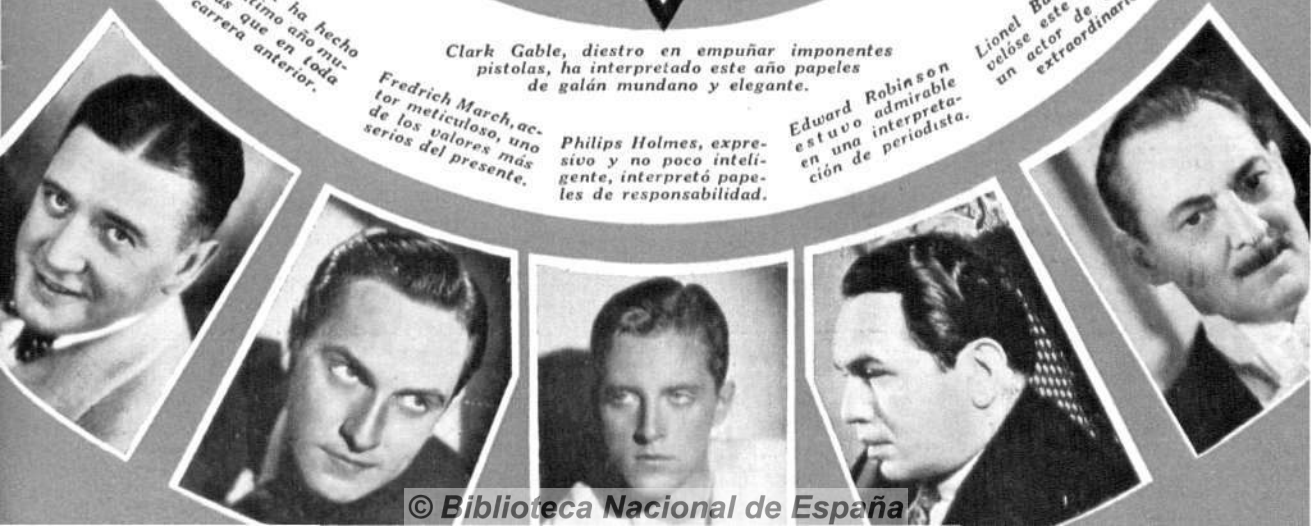 ha hecho
timo año mu-
as que en toda
carrera anterior.
Fredrich March, ac-
tor meticuloso, uno
de los valores más
serios del presente.
Clark Gable, diestro en empuñar imponentes
pistolas, ha interpretado este año papeles
de galán mundano y elegante.
Philips Holmes, expre-
sivo y no poco inteli-
gente, interpretó pape-
les de responsabilidad.
Edward Robinson
estuvo admirable
en una interpreta-
ción de periodista.
Lionel Ba
velóse este
un actor de
extraordinari
© Biblioteca Nacional de España